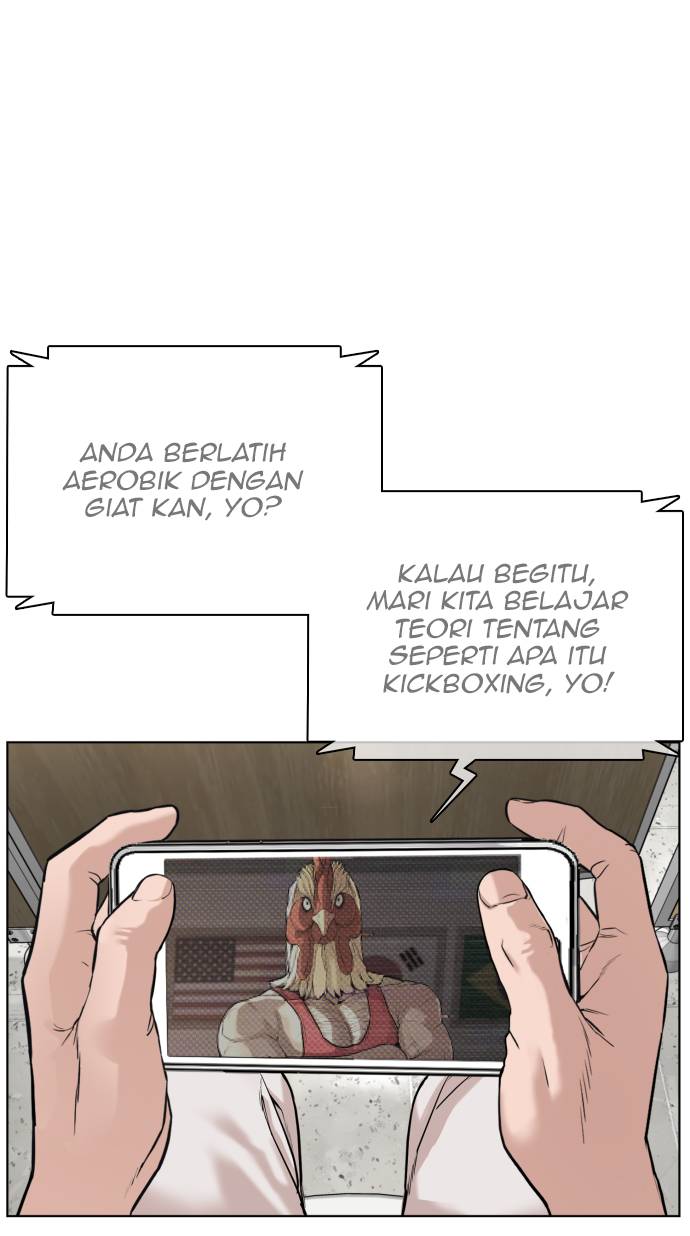 ANDA BERLATIH
AEROBIK DENGAN
GIAT KAN, YO?
KALAU BEGITU,
MARI KITA BELAJAR
TEORI TENTANG
SEPERTI APA ITU
KICKBOXING, YO!